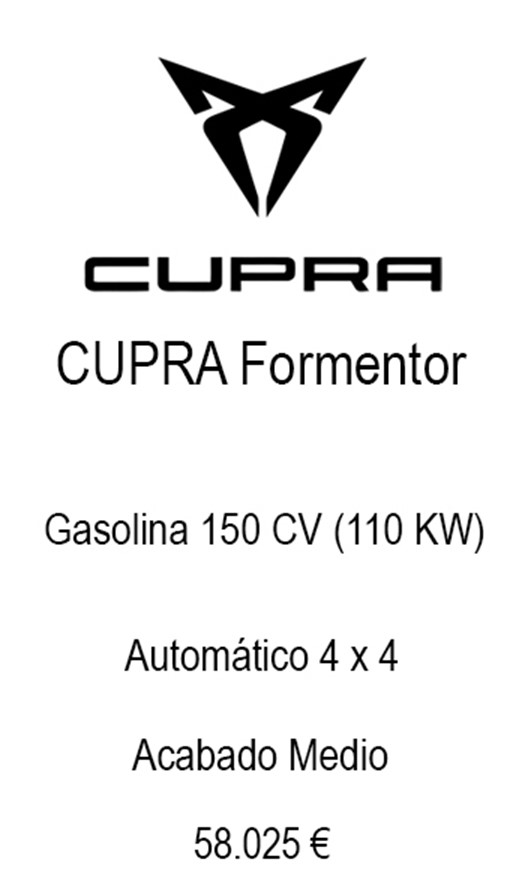 CUPRA
CUPRA Formentor
Gasolina 150 CV (110 KW)
Automático 4 x 4
Acabado Medio
58.025 €